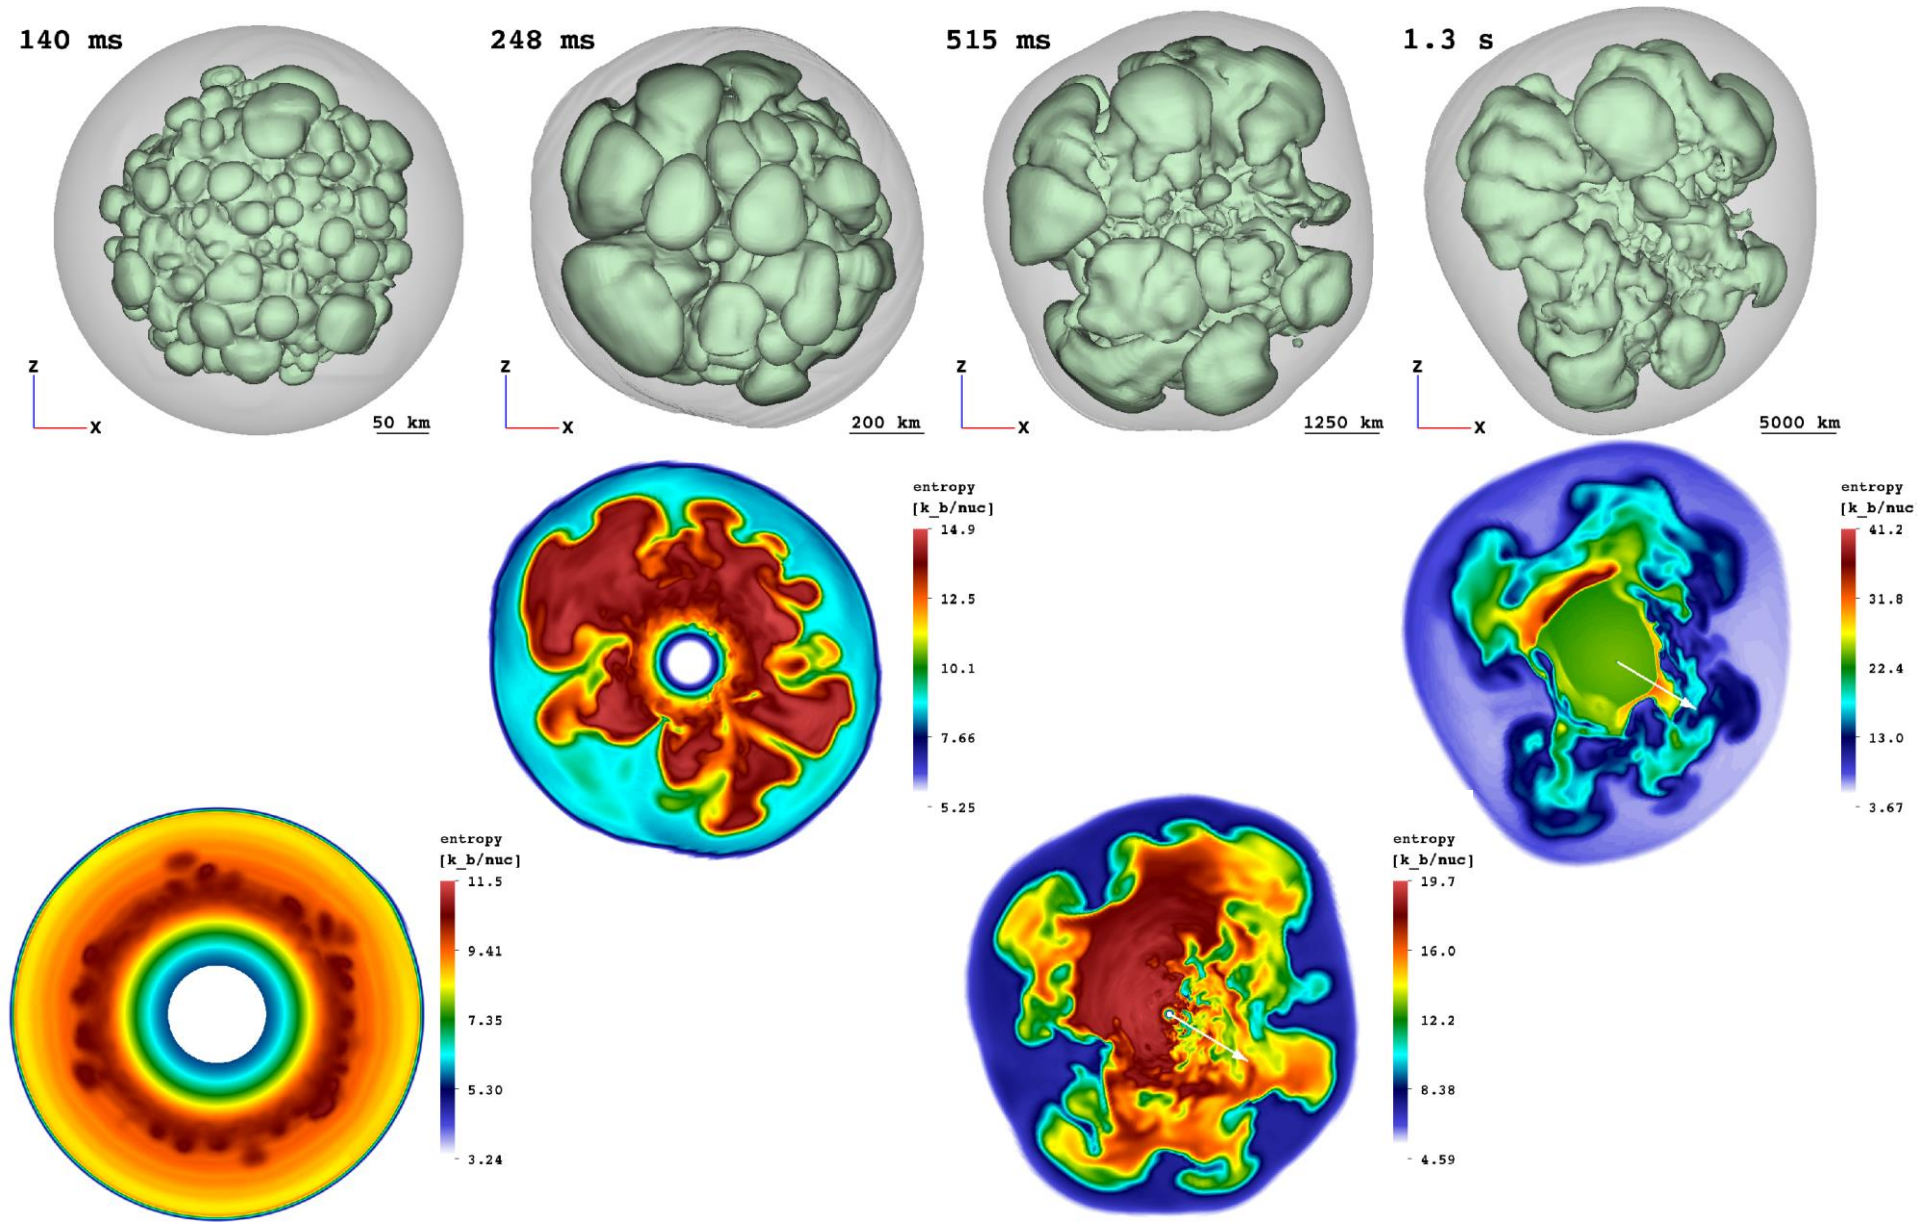 140 ms
248 ms
515 ms
1.3 s
z
x
50 km
z
x
200 km
z
x
1250 km
z
x
5000 km
entropy
[k_b/nuc]
14.9
12.5
10.1
7.66
5.25
entropy
[k_b/nuc
41.2
31.8
22.4
13.0
3.67
entropy
[k_b/nuc]
11.5
9.41
7.35
5.30
3.24
entropy
[k_b/nuc]
19.7
16.0
12.2
8.38
4.59